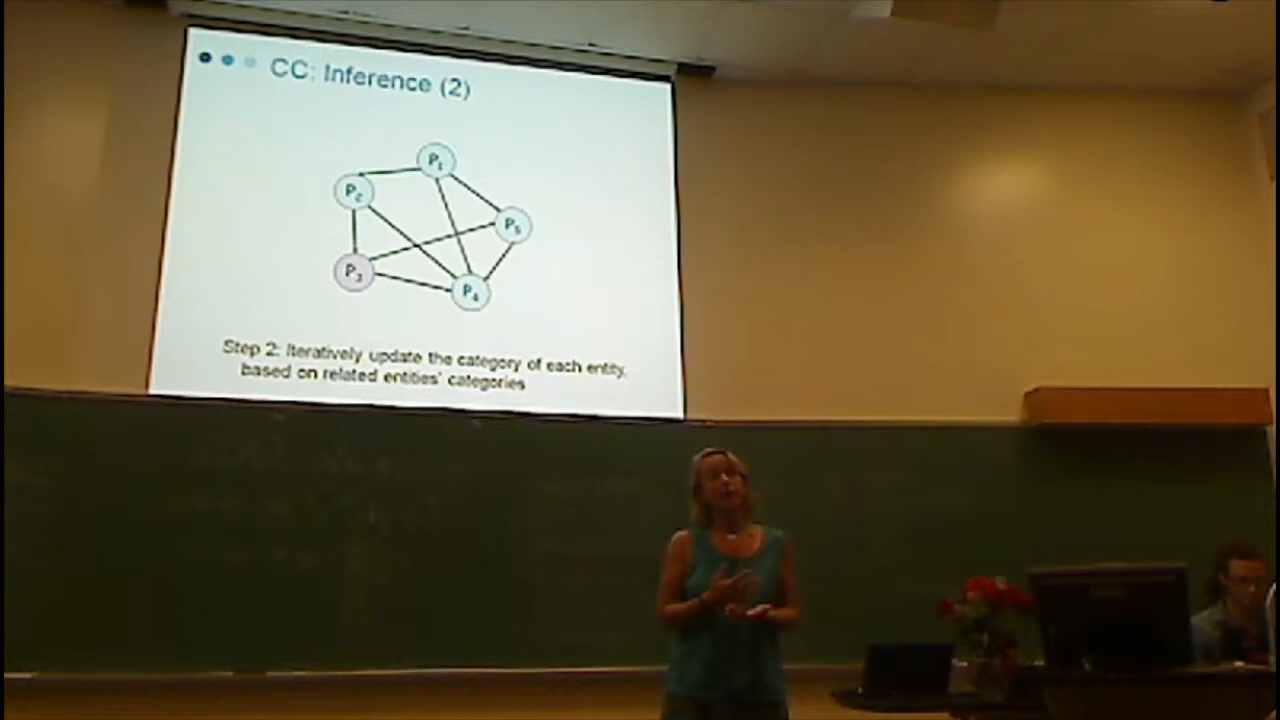 CC: Inference (2)
P1
P2
P5
P3
P4
Step 2: Iteratively update the category of each entity,
based on related entities' categories